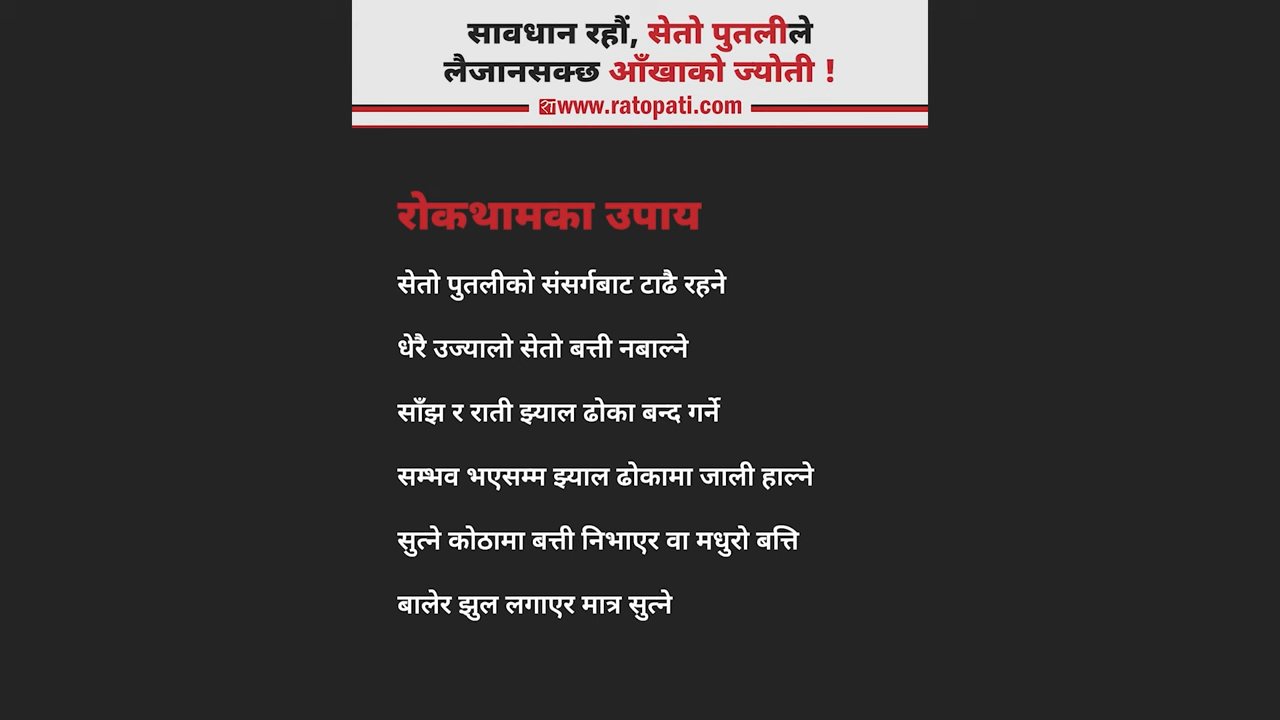 सावधान रहौं, सेतो पुतलीले
लैजानसक्छ आँखाको ज्योती !
www.ratopati.com
रोकथामका उपाय
सेतो पुतलीको संसर्गबाट टाढै रहने
धेरै उज्यालो सेतो बत्ती नबाल्ने
साँझ र राती झ्याल ढोका बन्द गर्ने
सम्भव भएसम्म झ्याल ढोकामा जाली हाल्ने
सुत्ने कोठामा बत्ती निभाएर वा मधुरो बत्ति
बालेर झुल लगाएर मात्र सुत्ने